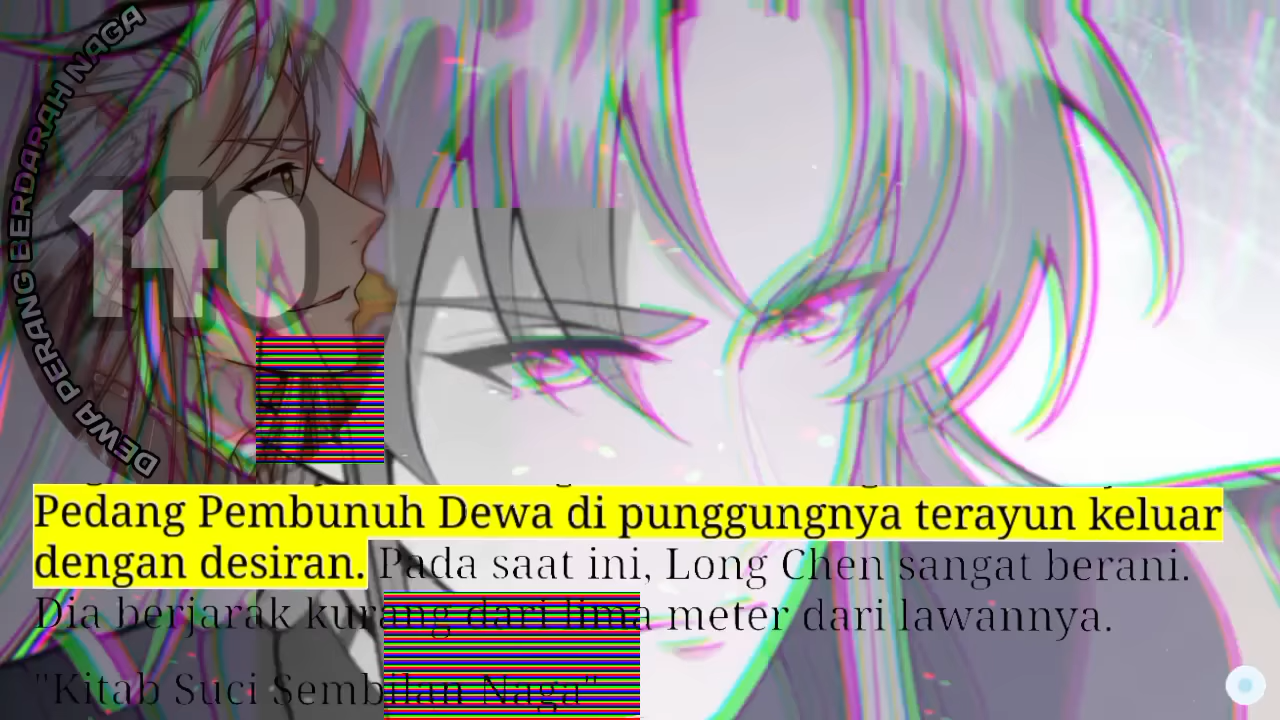 DEWA PERANG BERDARAH NAGA
140
Pedang Pembunuh Dewa di punggungnya terayun keluar
dengan desiran. Pada saat ini, Long Chen sangat berani.
Dia berjarak kurang dari lima meter dari lawannya.
"Kitab Suci Sembilan Naga"